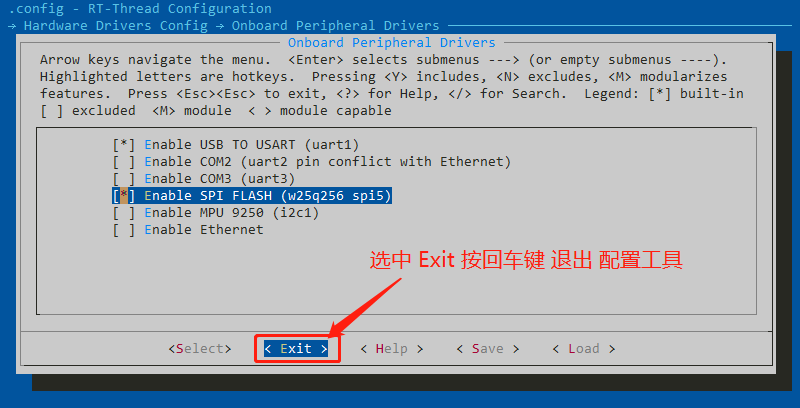 .config - RT-Thread Configuration
→ Hardware Drivers Config → Onboard Peripheral Drivers
Onboard Peripheral Drivers
Arrow keys navigate the menu.  <Enter> selects submenus ---> (or empty submenus ----).
Highlighted letters are hotkeys.  Pressing <Y> includes, <N> excludes, <M> modularizes
features.  Press <Esc><Esc> to exit, <?> for Help, </> for Search.  Legend: [*] built-in
[ ] excluded  <M> module  < > module capable
[*] Enable USB TO USART (uart1)
[ ] Enable COM2 (uart2 pin conflict with Ethernet)
[ ] Enable COM3 (uart3)
[*] Enable SPI FLASH (w25q256 spi5)
[ ] Enable MPU 9250 (i2c1)
[ ] Enable Ethernet
选中 Exit 按回车键 退出 配置工具
<Select>    < Exit >    < Help >    < Save >    < Load >